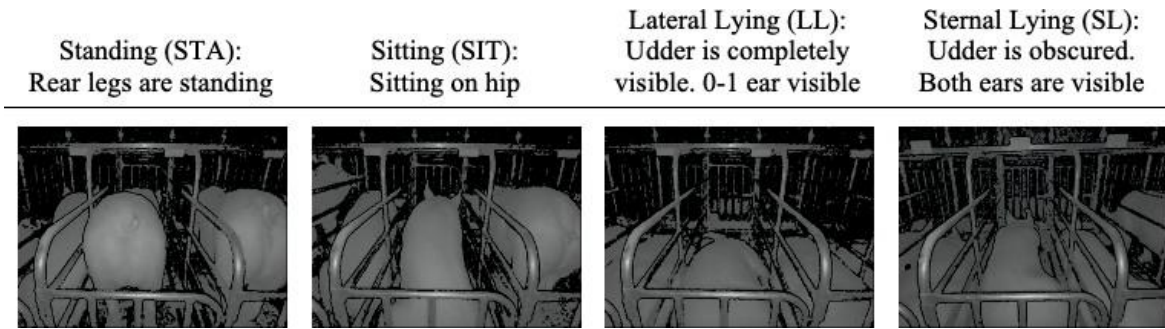 Standing (STA):
Rear legs are standing
Sitting (SIT):
Sitting on hip
Lateral Lying (LL):
Udder is completely
visible. 0-1 ear visible
Sternal Lying (SL):
Udder is obscured.
Both ears are visible